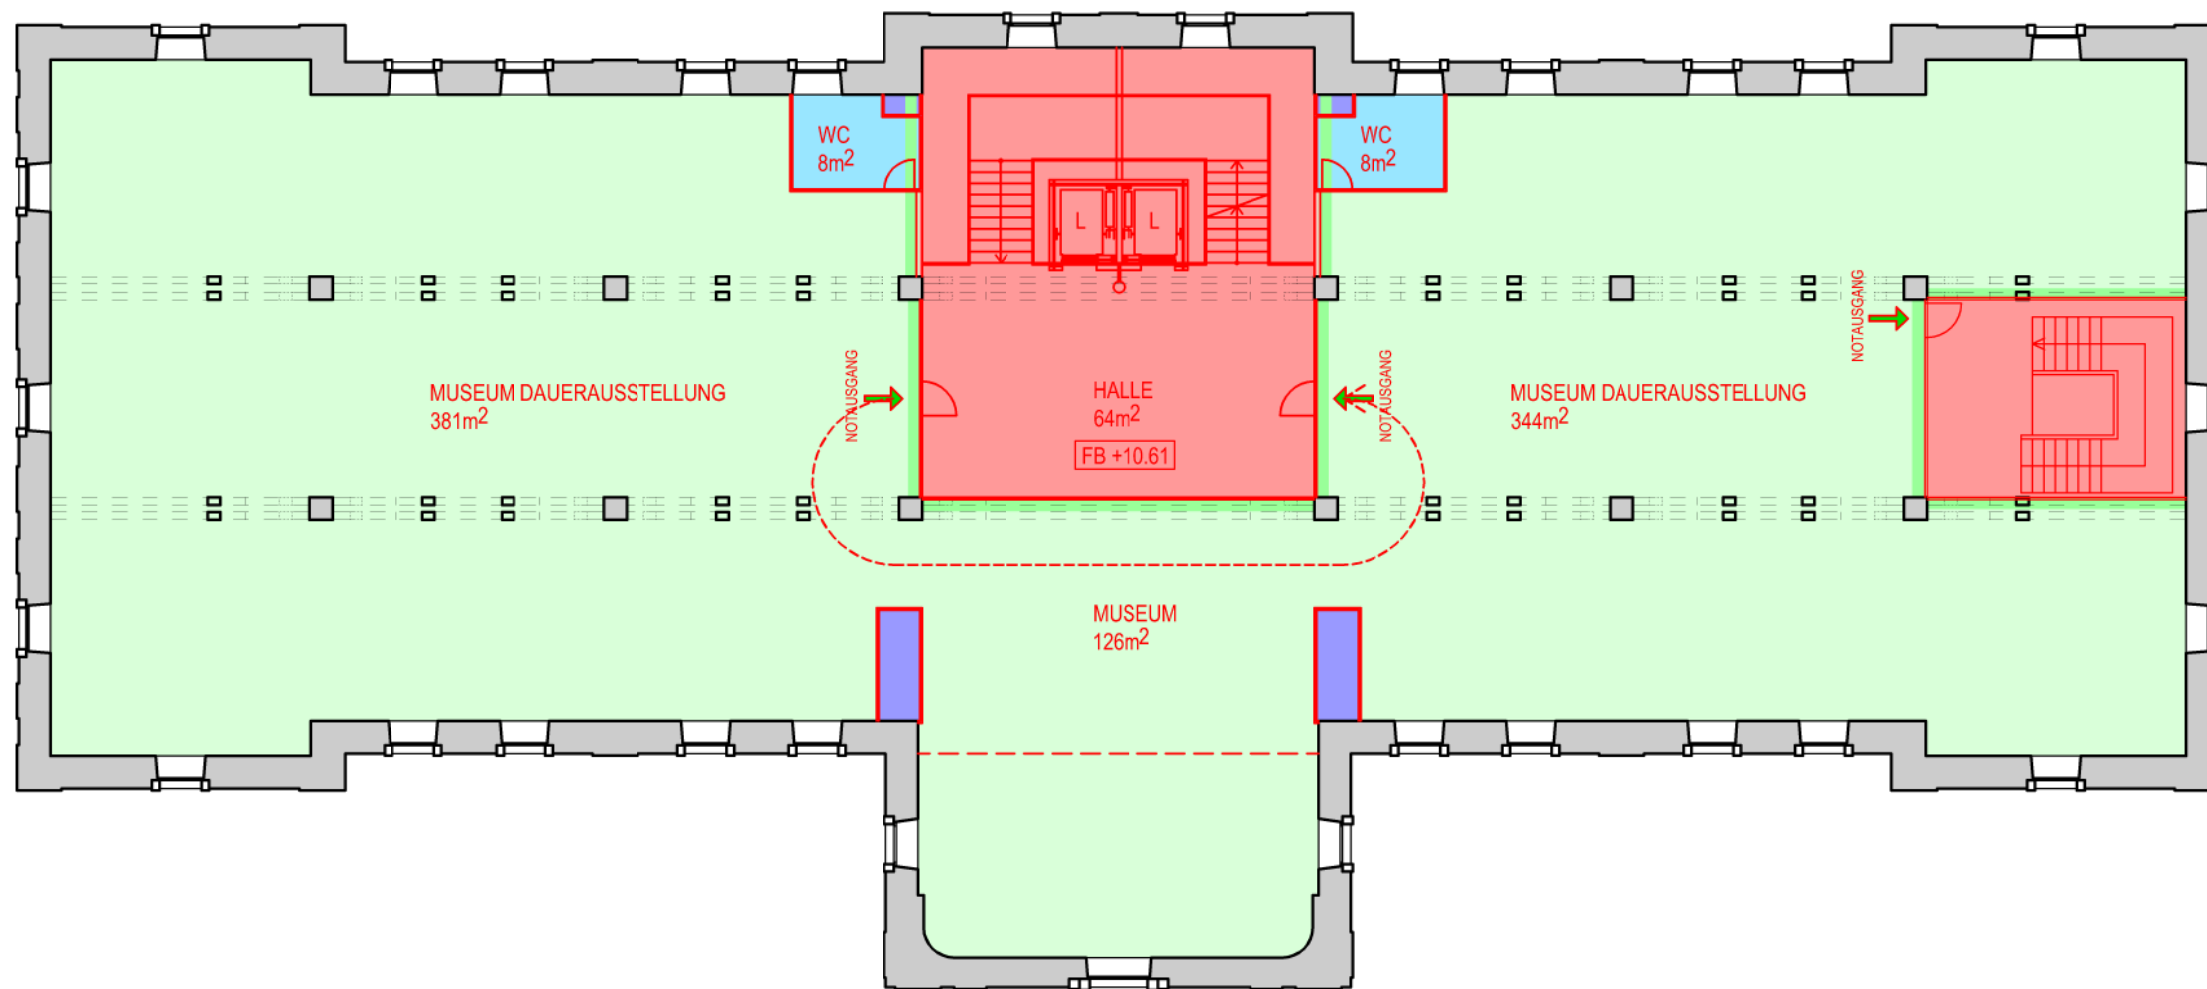 WC
8m²
WC
8m²
L
L
NOTAUSGANG
MUSEUM DAUERAUSSTELLUNG
381m²
NOTAUSGANG
HALLE
64m²
FB +10.61
NOTAUSGANG
MUSEUM DAUERAUSSTELLUNG
344m²
MUSEUM
126m²